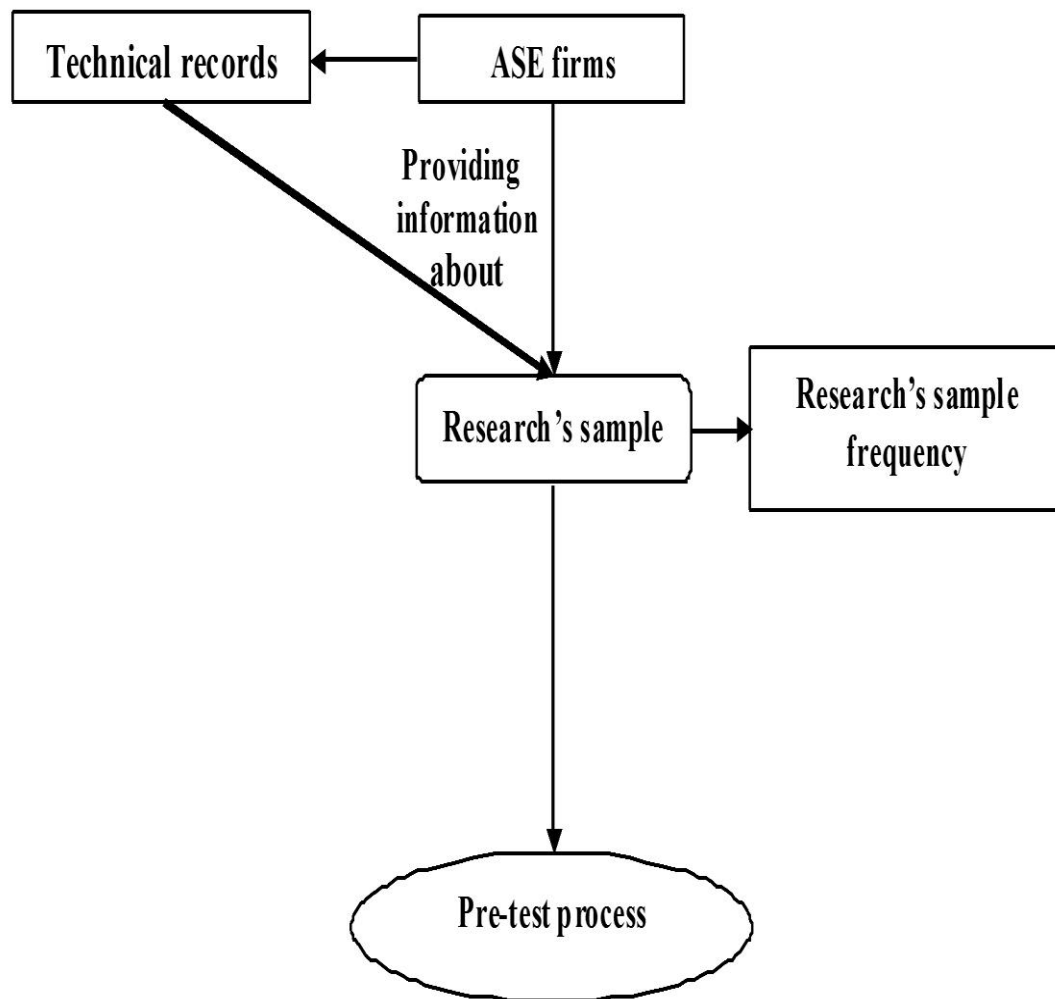 Technical records
ASE firms
Providing
information
about
Research’s sample
Research’s sample
frequency
Pre-test process